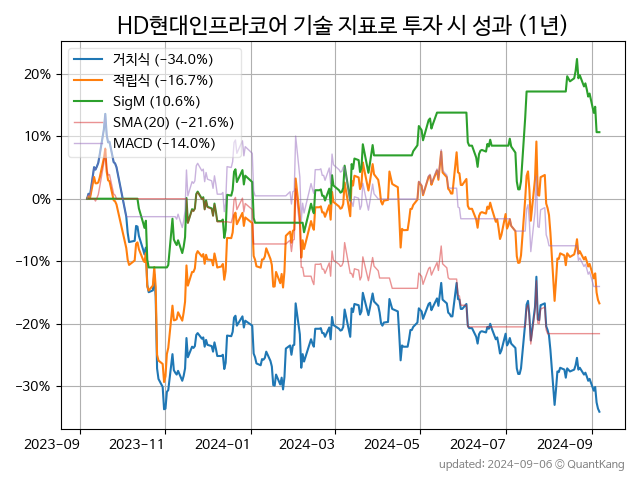 HD현대인프라코어 기술 지표로 투자 시 성과 (1년)
거치식 (−34.0%)
적립식 (−16.7%)
SigM (10.6%)
SMA(20) (−21.6%)
MACD (−14.0%)
20%
10%
0%
−10%
−20%
−30%
2023−09 2023−11 2024−01 2024−03 2024−05 2024−07 2024−09
updated: 2024−09−06 © QuantKang